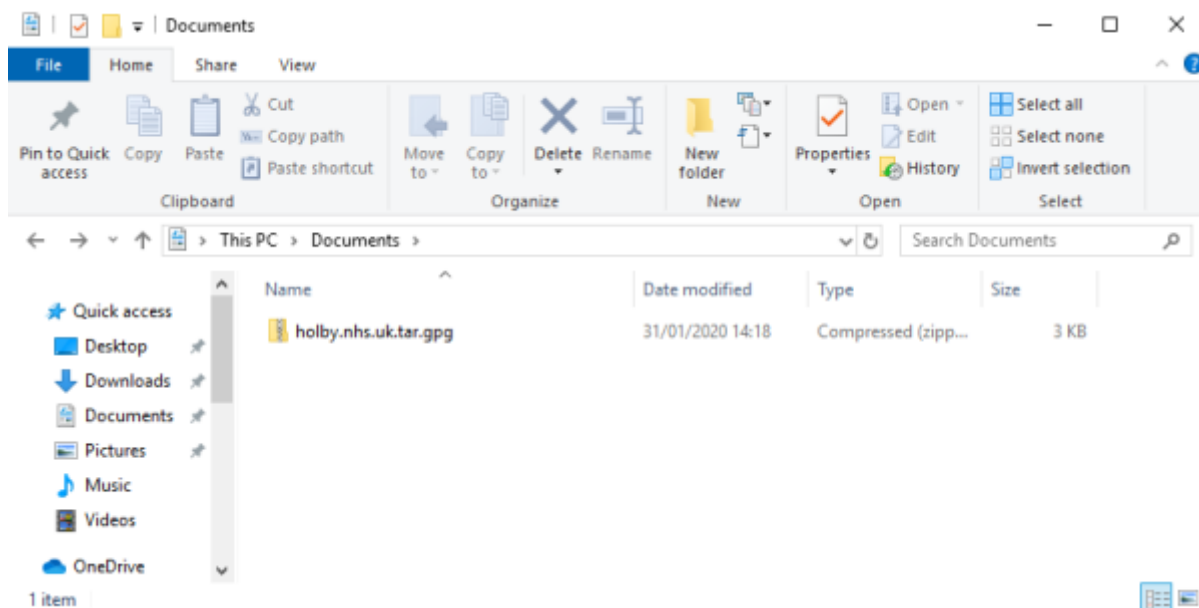 Documents
File Home Share View
Pin to Quick access
Copy
Paste
Cut
Copy path
Paste shortcut
Move to
Copy to
Delete
Rename
New folder
Properties
Open
Edit
History
Select all
Select none
Invert selection
Clipboard Organize New Open Select
This PC > Documents > Search Documents
Name Date modified Type Size
holby.nhs.uk.tar.gpg 31/01/2020 14:18 Compressed (zipp... 3 KB
Quick access
Desktop
Downloads
Documents
Pictures
Music
Videos
OneDrive
1 item